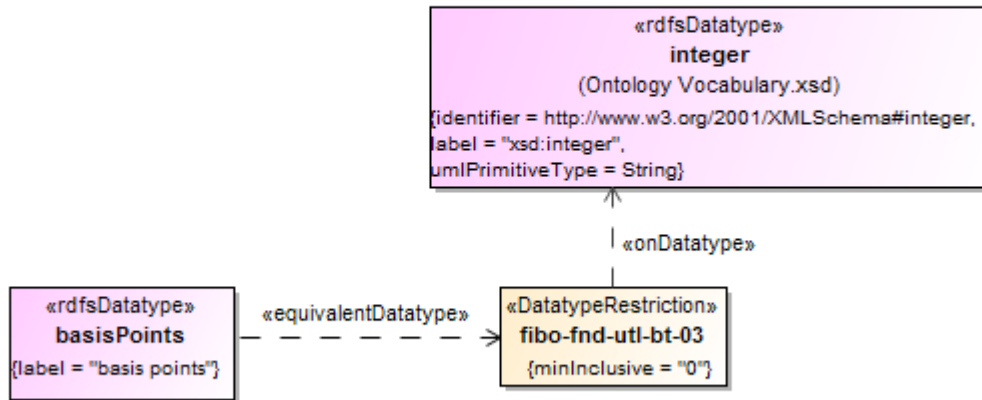 «rdfsDatatype»
integer
(Ontology Vocabulary.xsd)
{identifier = http://www.w3.org/2001/XMLSchema#integer,
label = "xsd:integer",
umlPrimitiveType = String}
«onDatatype»
«rdfsDatatype»
basisPoints
{label = "basis points"}
«equivalentDatatype»
«DatatypeRestriction»
fibo-fnd-utl-bt-03
{minInclusive = "0"}